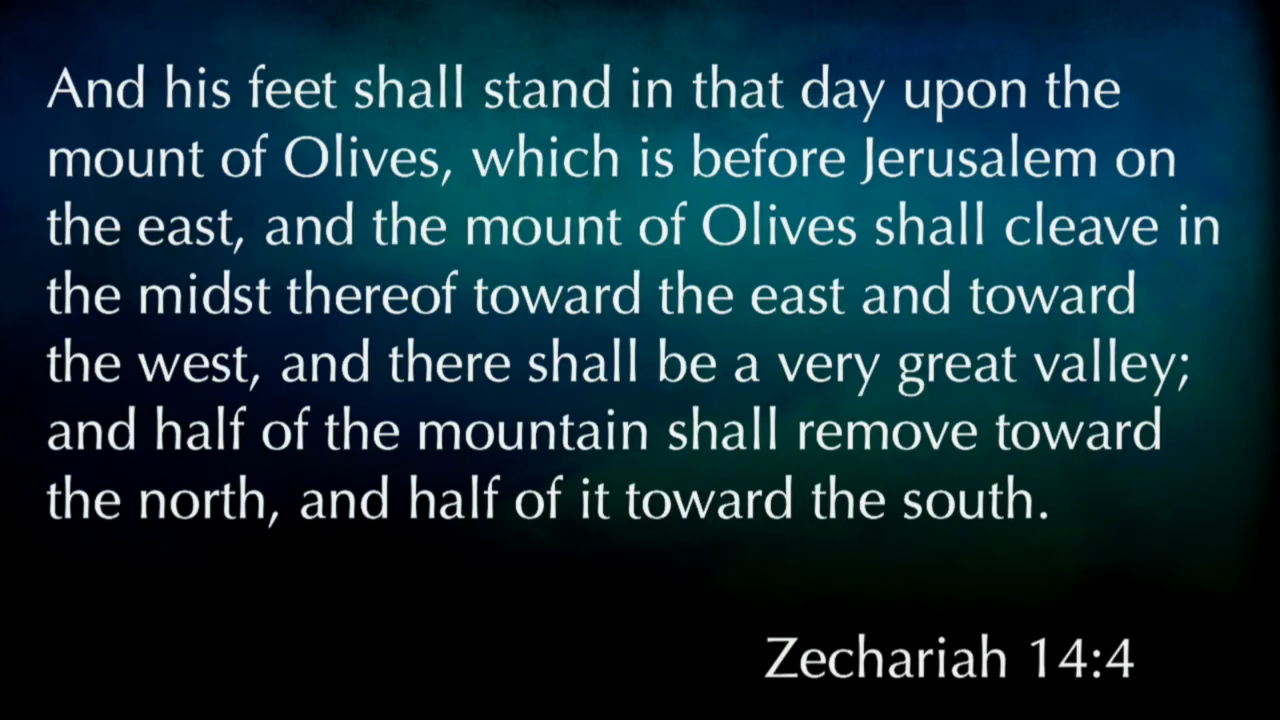 And his feet shall stand in that day upon the
mount of Olives, which is before Jerusalem on
the east, and the mount of Olives shall cleave in
the midst thereof toward the east and toward
the west, and there shall be a very great valley;
and half of the mountain shall remove toward
the north, and half of it toward the south.
Zechariah 14:4